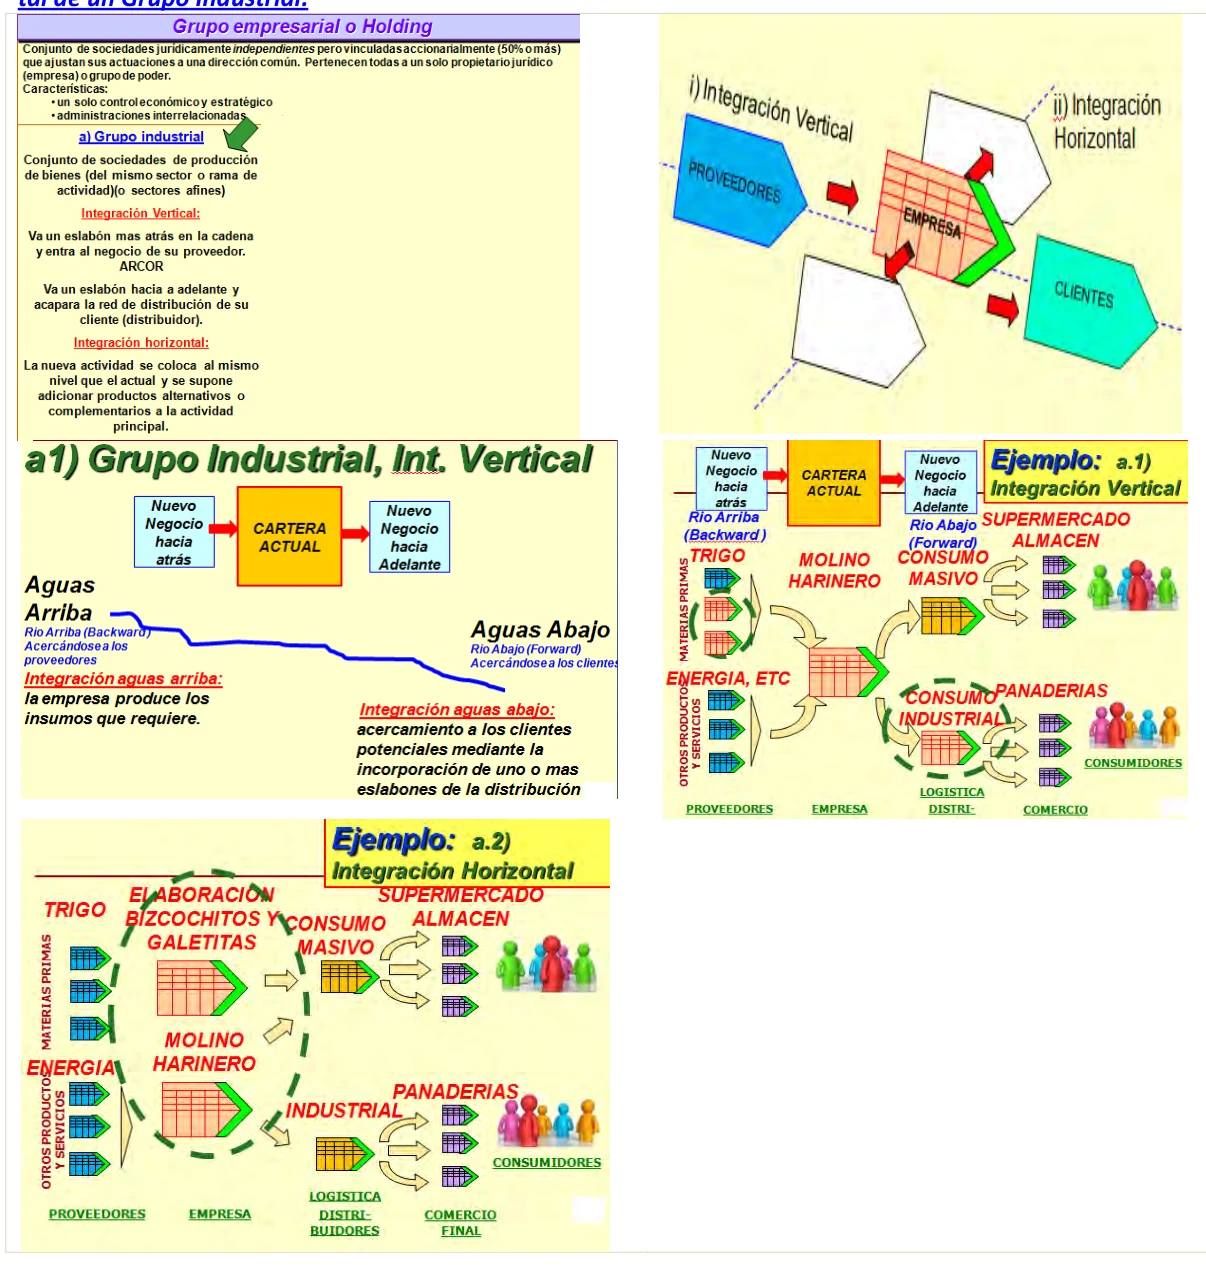 tal de un Grupo Industrial.
Grupo empresarial o Holding
Conjunto de sociedades jurídicamente independientes pero vinculadas accionarialmente (50% o más)
que ajustan sus actuaciones a una dirección común. Pertenecen todas a un solo propietario jurídico
(empresa) o grupo de poder.
Características:
• un solo control económico y estratégico
• administraciones interrelacionadas
a) Grupo industrial
Conjunto de sociedades de producción
de bienes (del mismo sector o rama de
actividad)(o sectores afines)
Integración Vertical:
Va un eslabón mas atrás en la cadena
y entra al negocio de su proveedor.
ARCOR
Va un eslabón hacia a adelante y
acapara la red de distribución de su
cliente (distribuidor).
Integración horizontal:
La nueva actividad se coloca al mismo
nivel que el actual y se supone
adicionar productos alternativos o
complementarios a la actividad
principal.
i) Integración Vertical
ii) Integración
Horizontal
PROVEEDORES
EMPRESA
CLIENTES
a1) Grupo Industrial, Int. Vertical
Nuevo
Negocio
hacia
atrás
CARTERA
ACTUAL
Nuevo
Negocio
hacia
Adelante
Aguas
Arriba
Rio Arriba (Backward)
Acercándose a los
proveedores
Integración aguas arriba:
la empresa produce los
insumos que requiere.
Aguas Abajo
Rio Abajo (Forward)
Acercándose a los clientes
Integración aguas abajo:
acercamiento a los clientes
potenciales mediante la
incorporación de uno o mas
eslabones de la distribución
Nuevo
Negocio
hacia
atrás
CARTERA
ACTUAL
Nuevo
Negocio
hacia
Adelante
Ejemplo: a.1)
Integración Vertical
Rio Arriba
(Backward )
Rio Abajo
(Forward)
SUPERMERCADO
ALMACEN
TRIGO
MOLINO
HARINERO
CONSUMO
MASIVO
MATERIAS PRIMAS
ENERGIA, ETC
OTROS PRODUCTOS
Y SERVICIOS
CONSUMO
INDUSTRIAL
PANADERIAS
CONSUMIDORES
PROVEEDORES
EMPRESA
LOGISTICA
DISTRI-
COMERCIO
Ejemplo: a.2)
Integración Horizontal
TRIGO
ELABORACION
BIZCOCHITOS Y
GALETITAS
CONSUMO
MASIVO
SUPERMERCADO
ALMACEN
MATERIAS PRIMAS
MOLINO
HARINERO
ENERGIA
OTROS PRODUCTOS
Y SERVICIOS
INDUSTRIAL
PANADERIAS
CONSUMIDORES
PROVEEDORES
EMPRESA
LOGISTICA
DISTRI-
BUIDORES
COMERCIO
FINAL